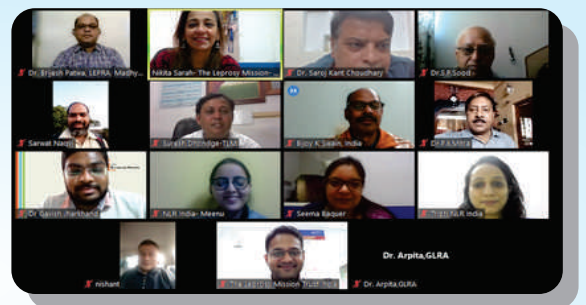 Dr. Brijesh Patwa, LEPRA, Madhy...
Nikita Sarah- The Leprosy Mission- ...
Dr. Saroj Kant Choudhary
Dr.S.P.Sood
Sarwat Naqvi
Suresh Dhondge-TLM
Bijoy K Swain, India
Dr.P.k.Mitra
Dr Gavish Jharkhand
NLR India- Meenu
Seema Baquer
NLR India
nishant
The Leprosy Mission Trust India
Dr. Arpita,GLRA
Dr. Arpita,GLRA